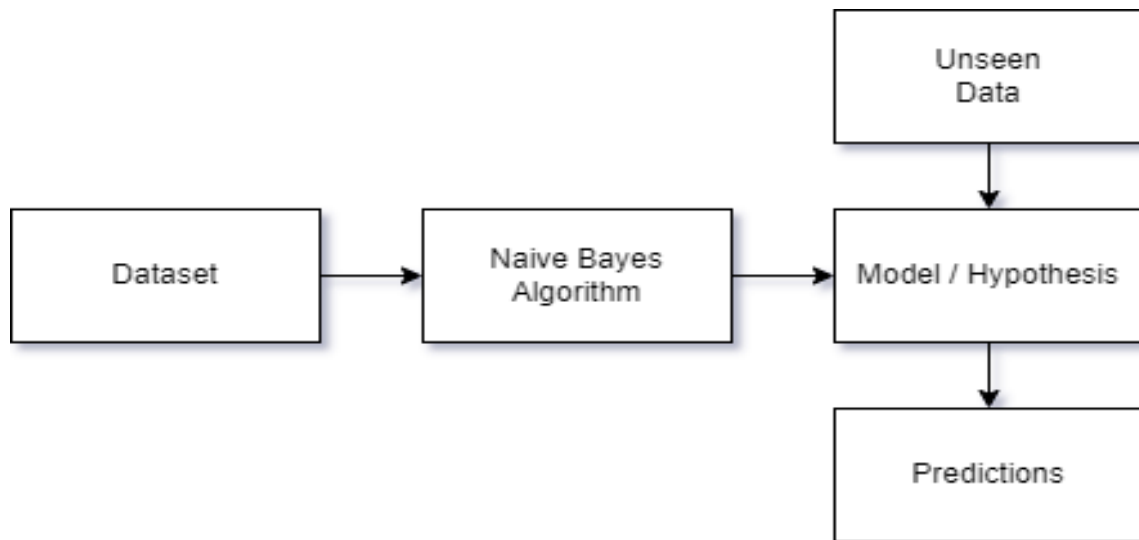 Unseen
Data
Dataset
Naive Bayes
Algorithm
Model / Hypothesis
Predictions